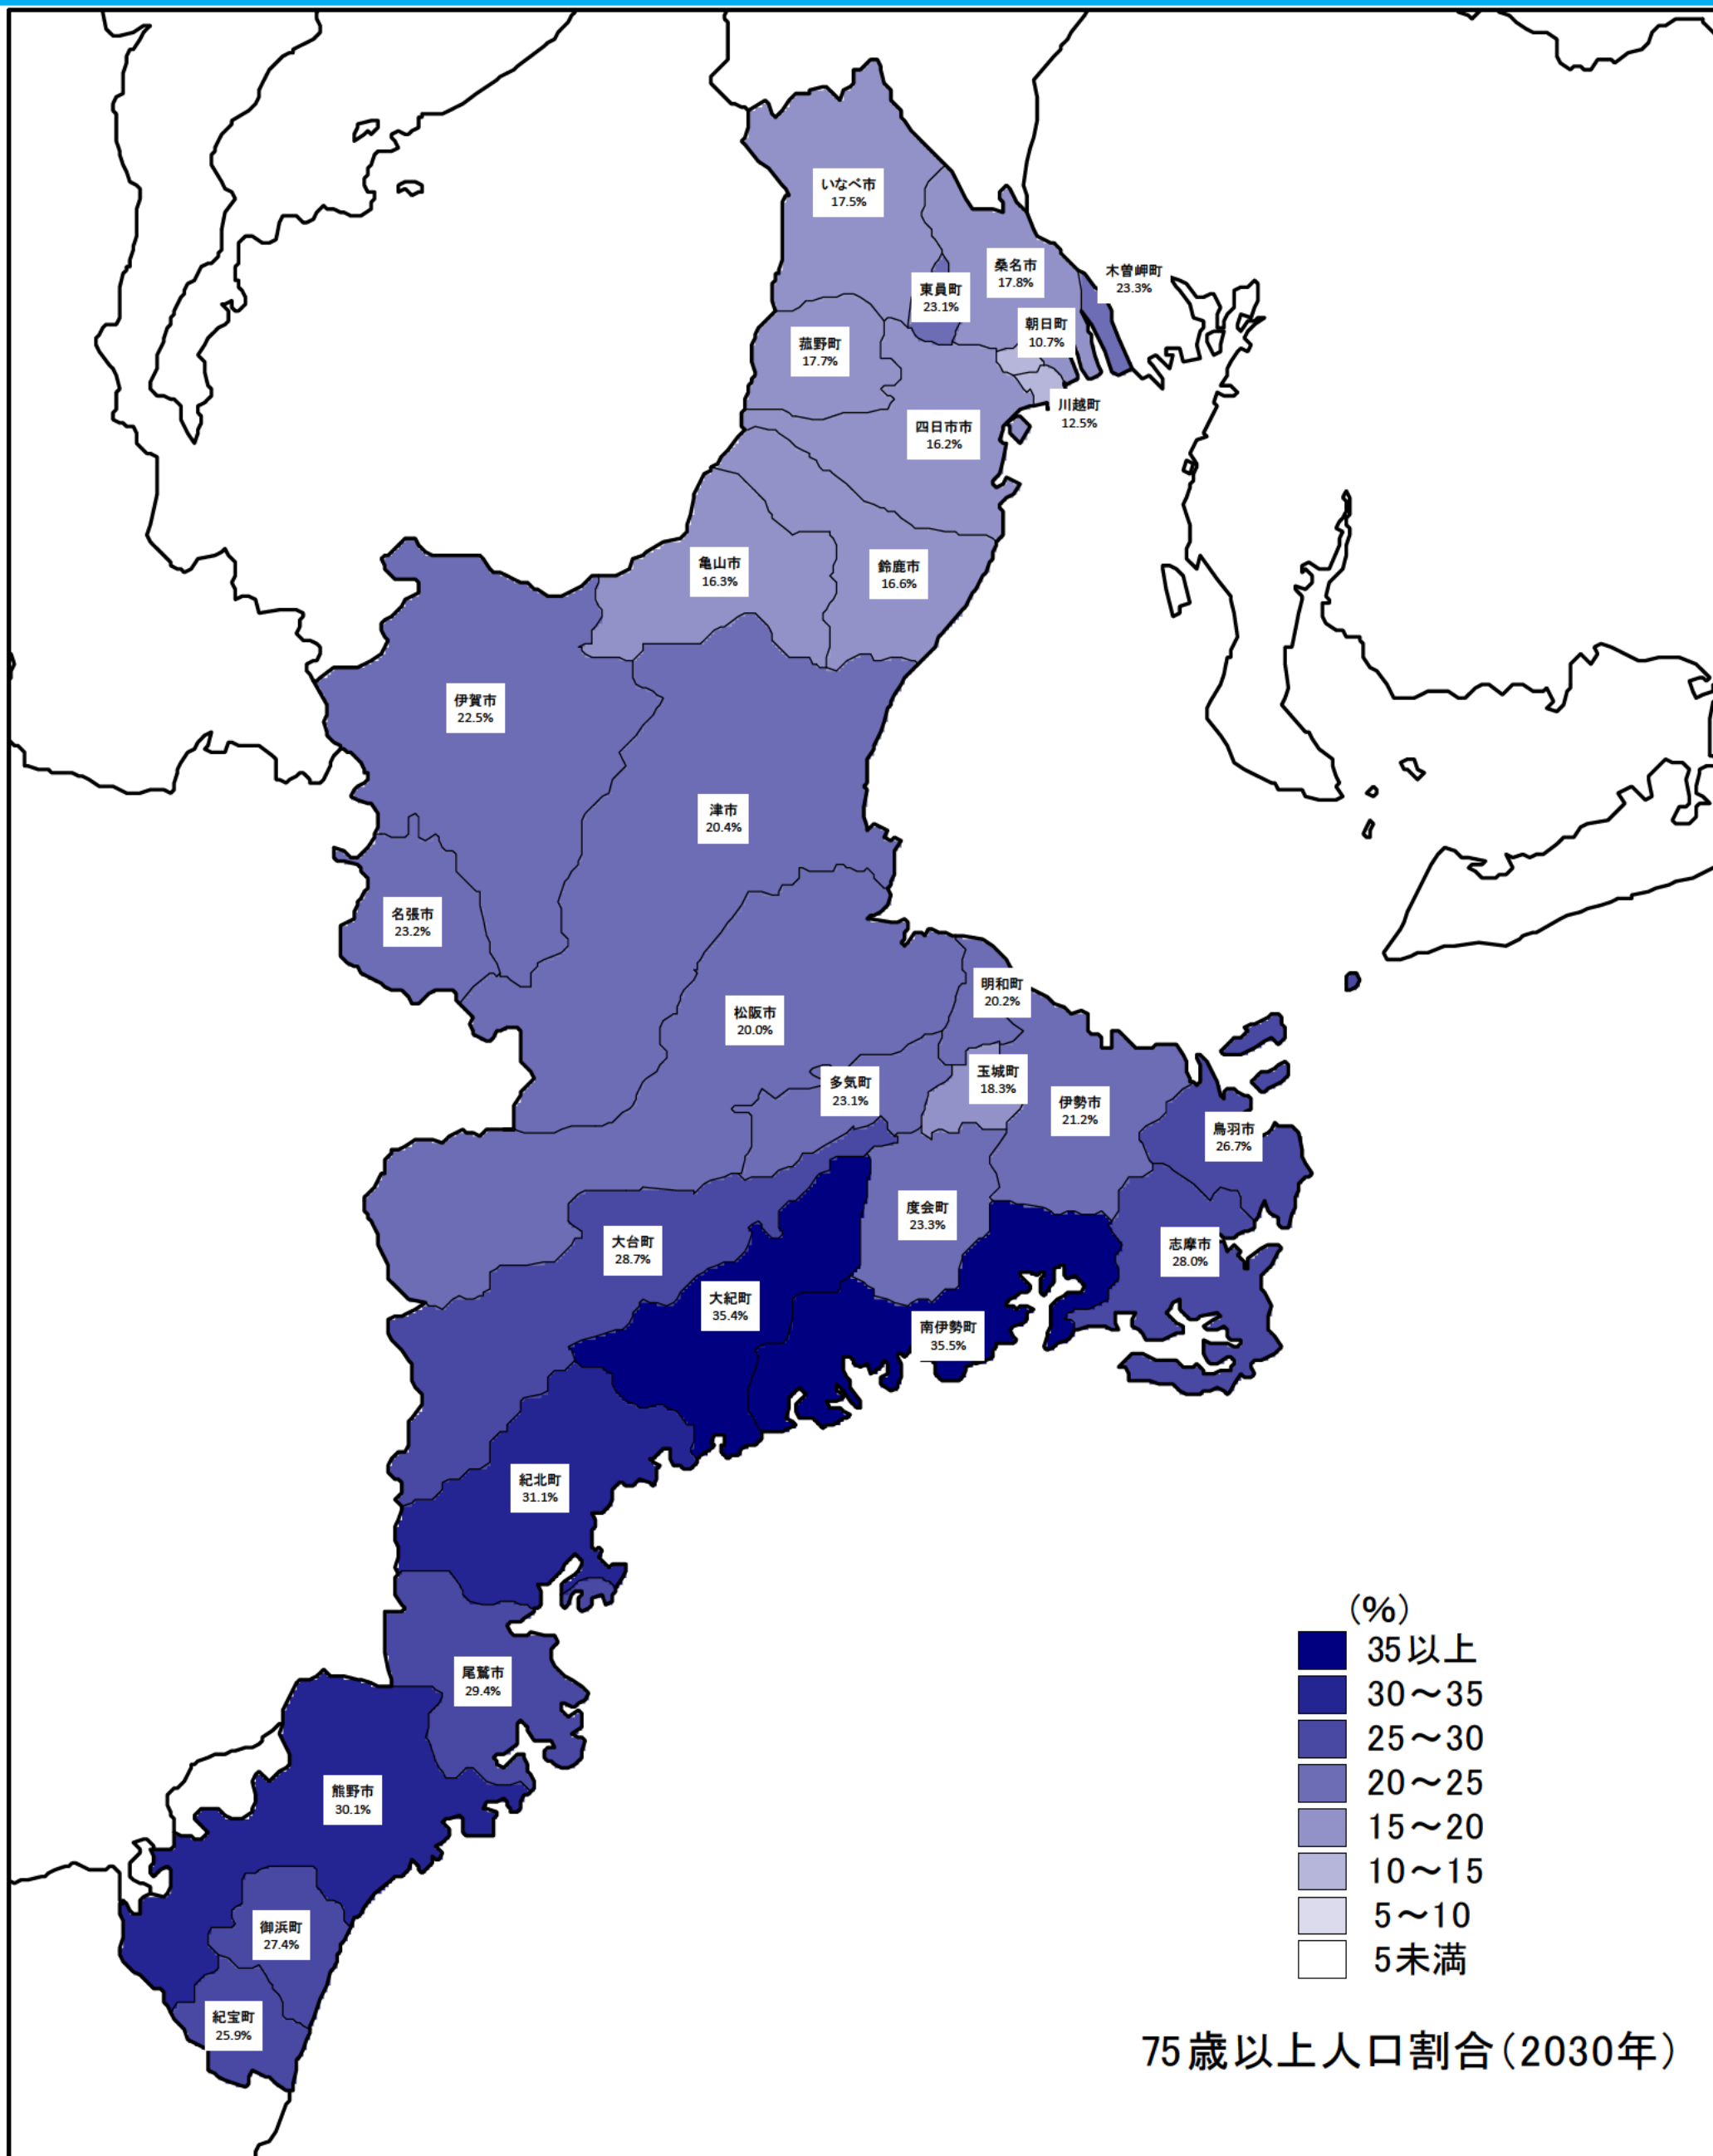 いなべ市
17.5%
桑名市
17.8%
木曽岬町
23.3%
東員町
23.1%
朝日町
10.7%
菰野町
17.7%
川越町
12.5%
四日市市
16.2%
亀山市
16.3%
鈴鹿市
16.6%
伊賀市
22.5%
津市
20.4%
名張市
23.2%
明和町
20.2%
松阪市
20.0%
玉城町
18.3%
多気町
23.1%
伊勢市
21.2%
鳥羽市
26.7%
度会町
23.3%
大台町
28.7%
志摩市
28.0%
大紀町
35.4%
南伊勢町
35.5%
紀北町
31.1%
尾鷲市
29.4%
熊野市
30.1%
御浜町
27.4%
紀宝町
25.9%
(%)
35以上
30～35
25～30
20～25
15～20
10～15
5～10
5未満
75歳以上人口割合(2030年)